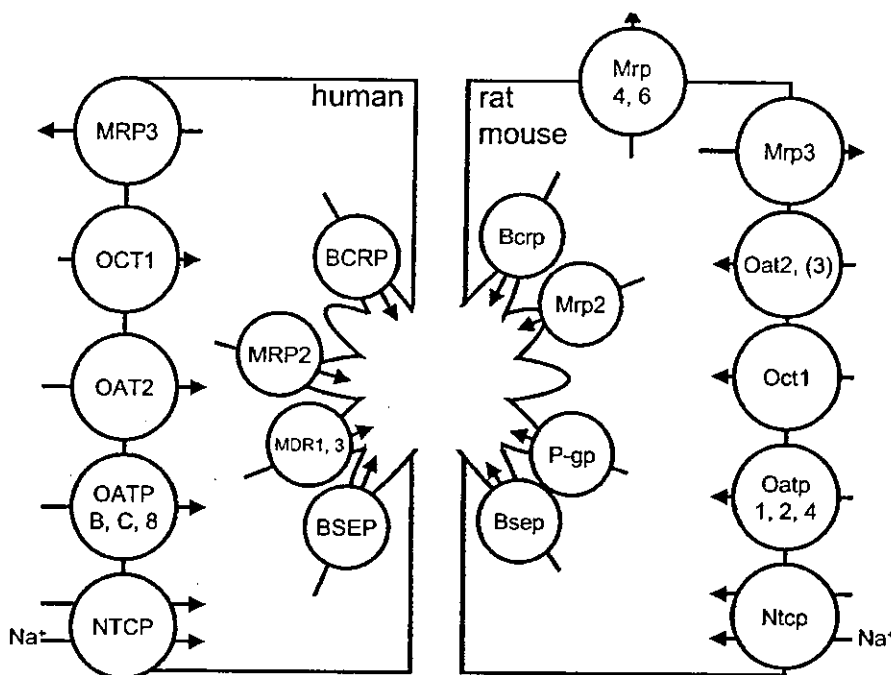 human
MRP3
OCT1
OAT2
OATP
B, C, 8
NTCP
Na⁺
BCRP
MRP2
MDR1, 3
BSEP
rat
mouse
Mrp
4, 6
Mrp3
Bcrp
Mrp2
Oat2, (3)
Oct1
P-gp
Oatp
1, 2, 4
Bsep
Ntcp
Na⁺